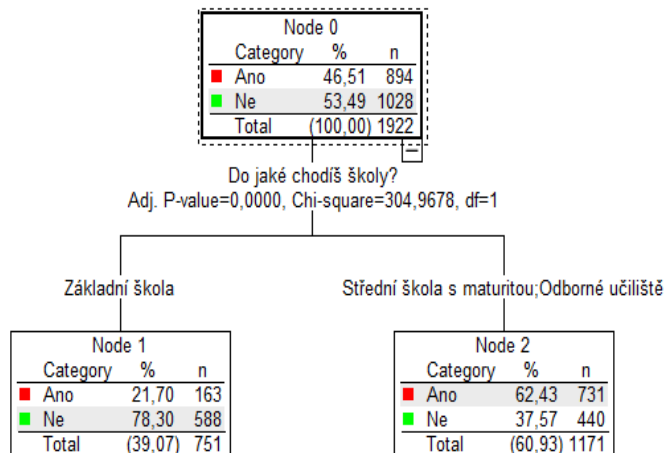 Node 0
Category % n
Ano 46,51 894
Ne 53,49 1028
Total (100,00) 1922
Do jaké chodíš školy?
Adj. P-value=0,0000, Chi-square=304,9678, df=1
Základní škola
Střední škola s maturitou;Odborné učiliště
Node 1
Category % n
Ano 21,70 163
Ne 78,30 588
Total (39,07) 751
Node 2
Category % n
Ano 62,43 731
Ne 37,57 440
Total (60,93) 1171